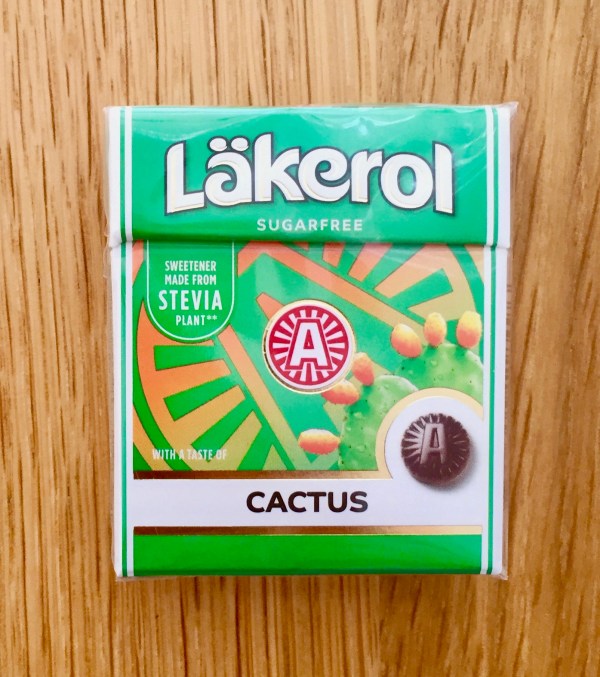 Läkerol
SUGARFREE
SWEETENER
MADE FROM
STEVIA
PLANT**
A
WITH A TASTE OF
A
CACTUS